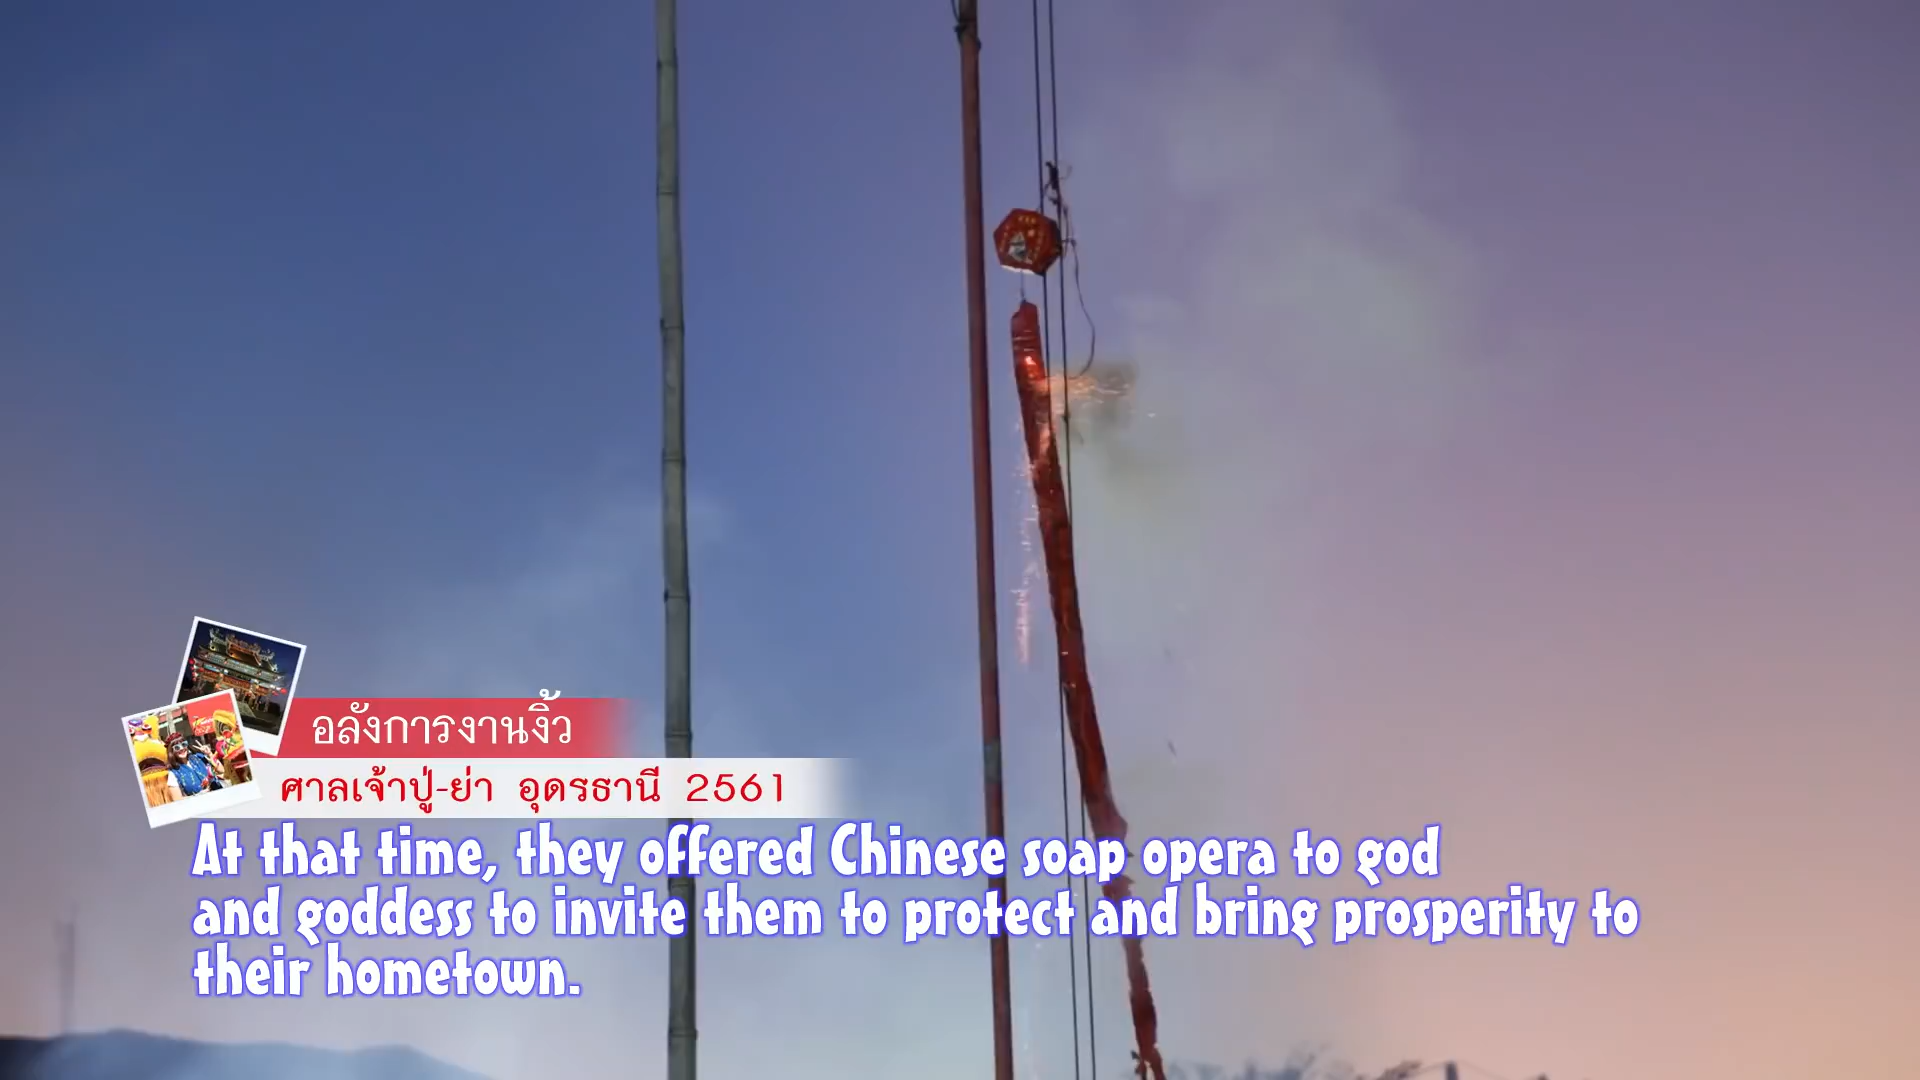 อลังการงานงิ้ว
ศาลเจ้าปู่-ย่า อุดรธานี 2561
At that time, they offered Chinese soap opera to god
and goddess to invite them to protect and bring prosperity to
their hometown.